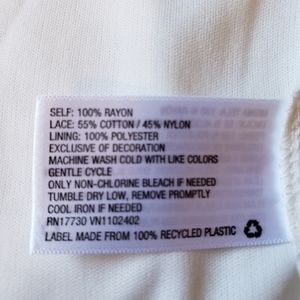 SELF: 100% RAYON
LACE: 55% COTTON / 45% NYLON
LINING: 100% POLYESTER
EXCLUSIVE OF DECORATION
MACHINE WASH COLD WITH LIKE COLORS
GENTLE CYCLE
ONLY NON-CHLORINE BLEACH IF NEEDED
TUMBLE DRY LOW, REMOVE PROMPTLY
COOL IRON IF NEEDED
RN17730 VN1102402
LABEL MADE FROM 100% RECYCLED PLASTIC